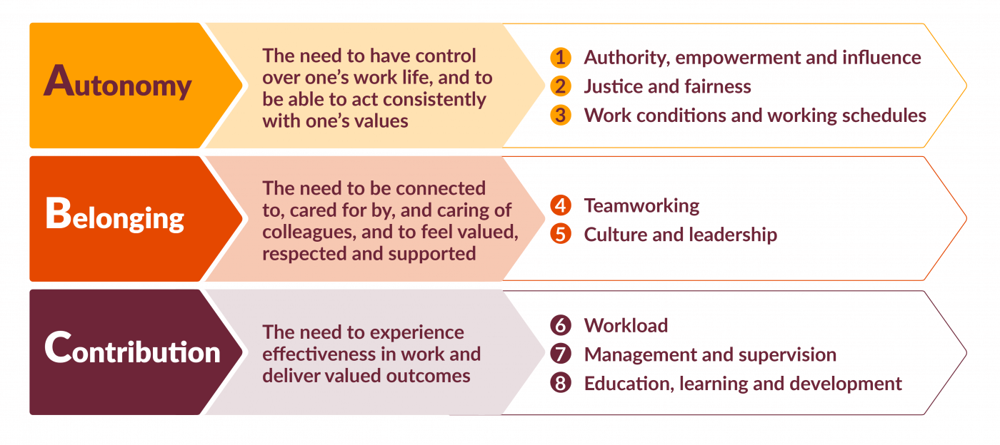 Autonomy
The need to have control
over one’s work life, and to
be able to act consistently
with one’s values
1 Authority, empowerment and influence
2 Justice and fairness
3 Work conditions and working schedules
Belonging
The need to be connected
to, cared for by, and caring of
colleagues, and to feel valued,
respected and supported
4 Teamworking
5 Culture and leadership
Contribution
The need to experience
effectiveness in work and
deliver valued outcomes
6 Workload
7 Management and supervision
8 Education, learning and development